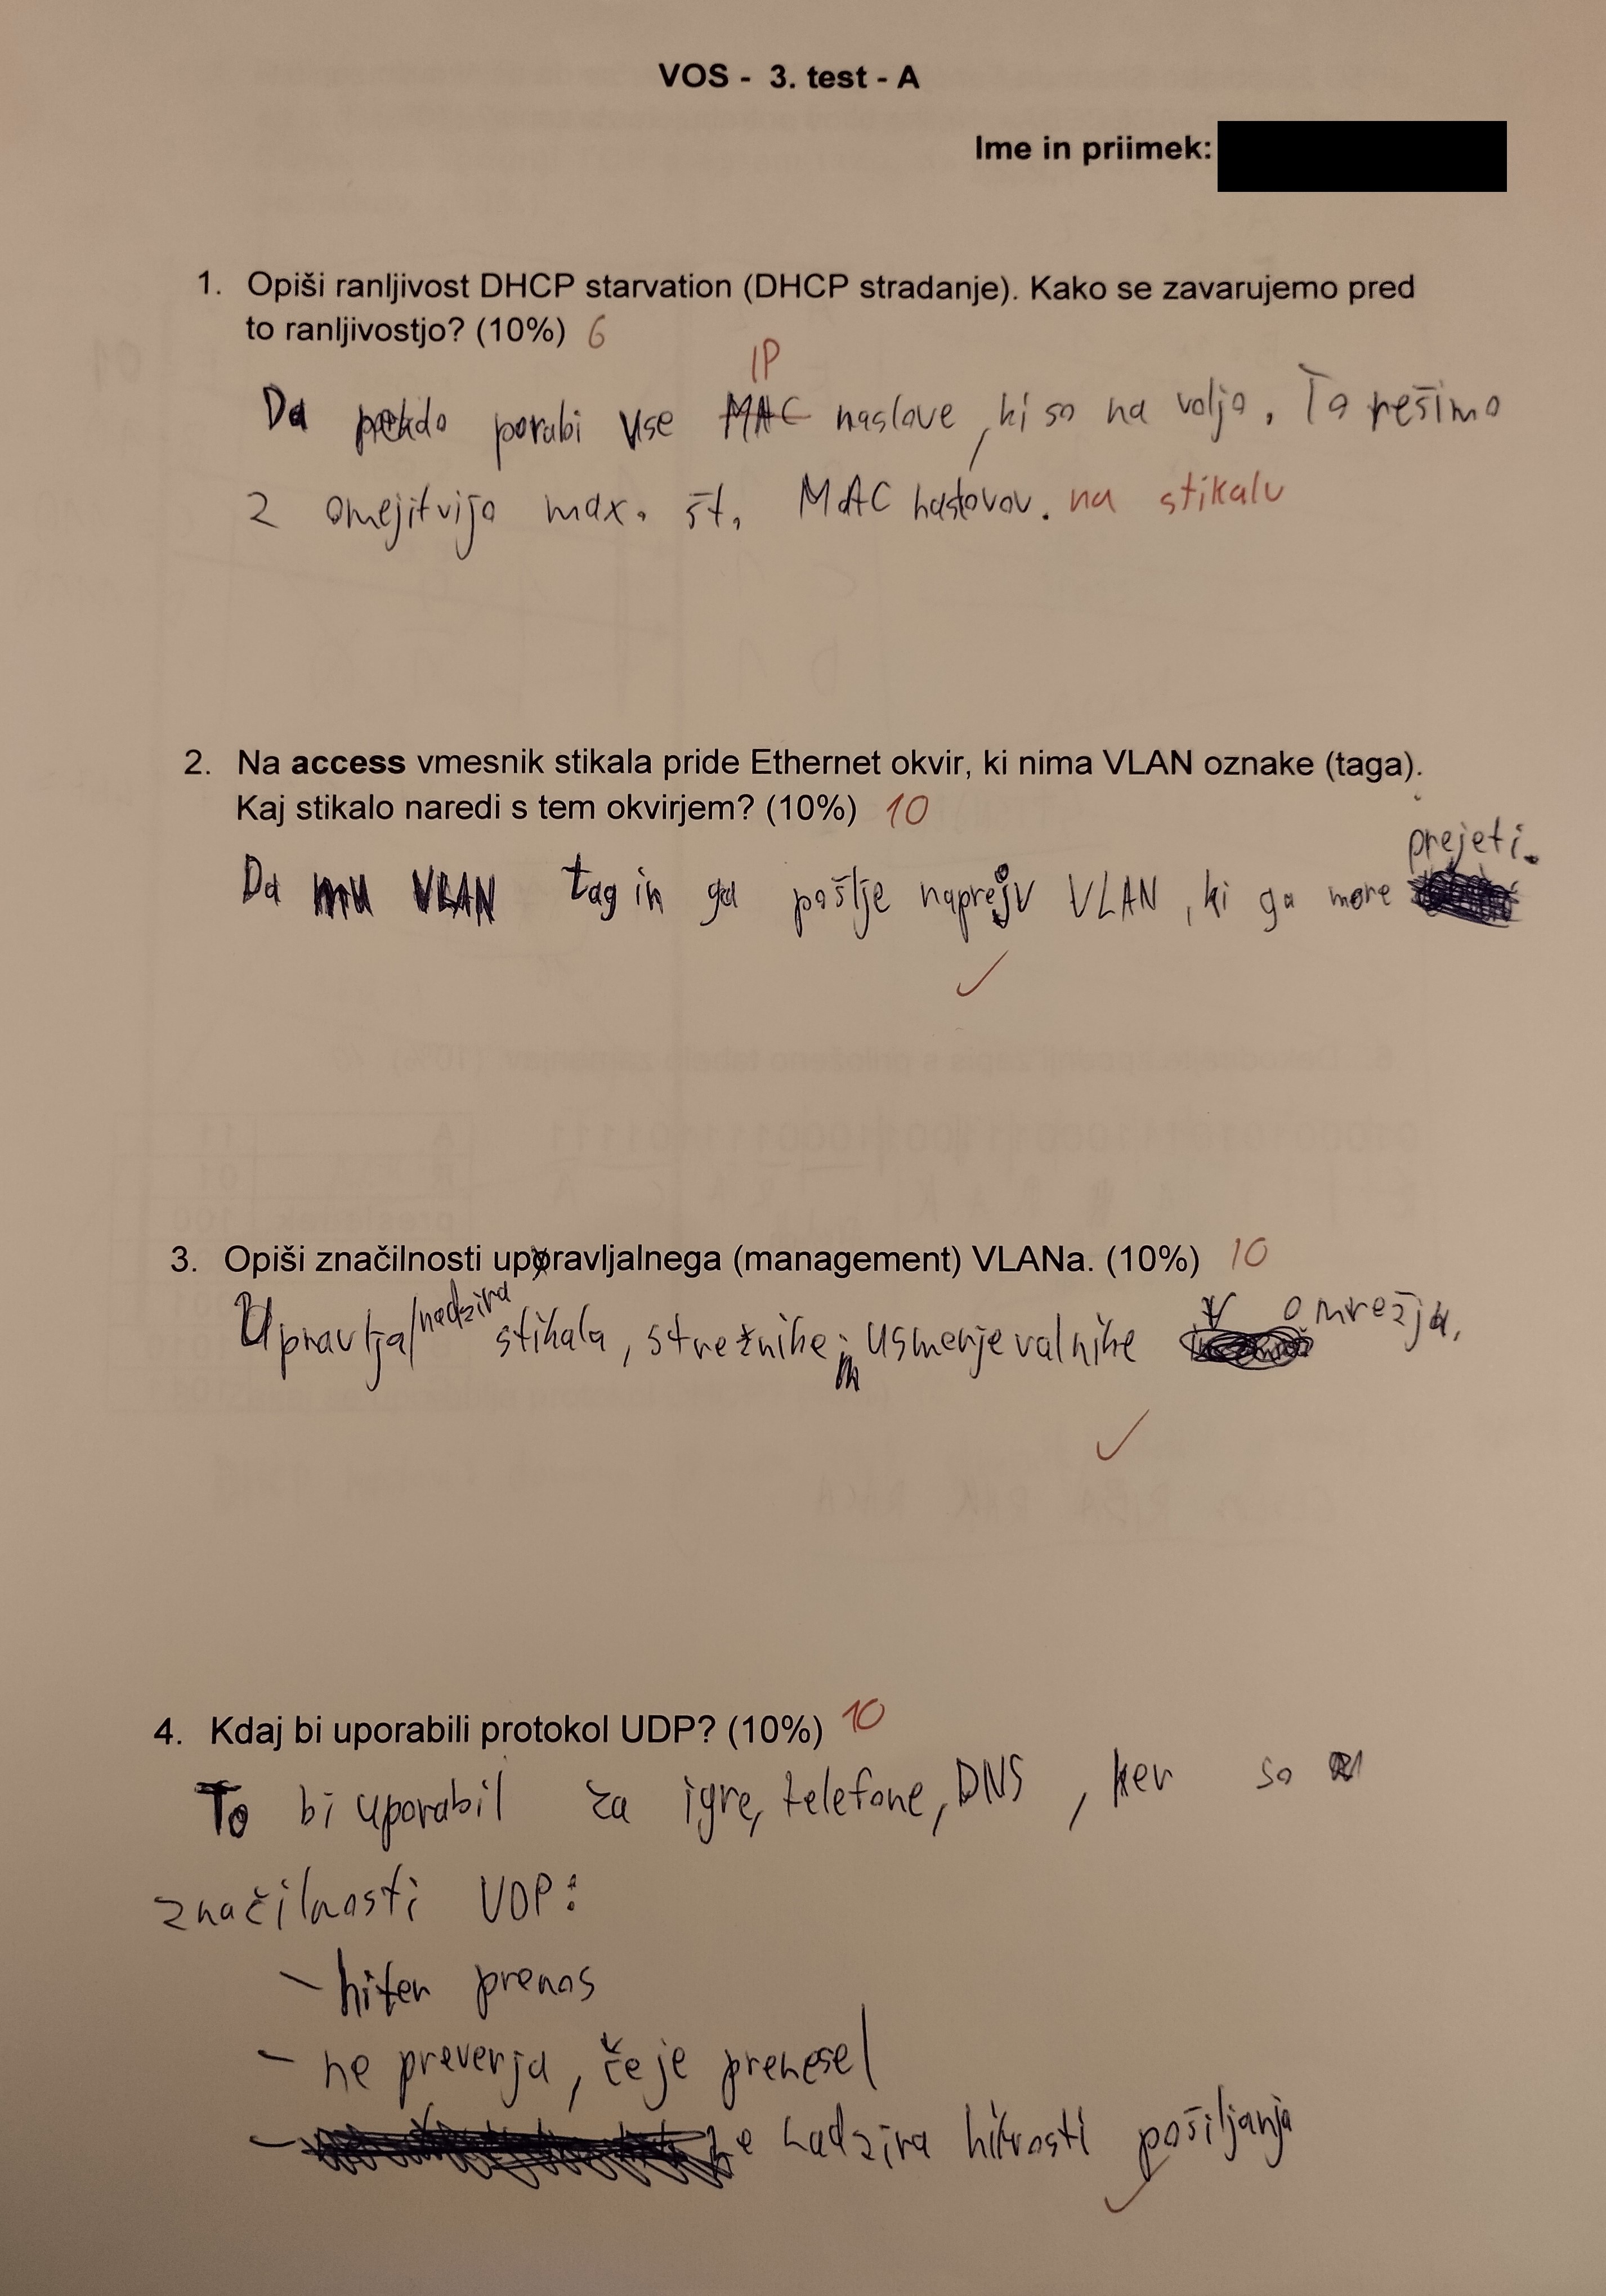 VOS - 3. test - A
Ime in priimek:
1. Opiši ranljivost DHCP starvation (DHCP stradanje). Kako se zavarujemo pred
to ranljivostjo? (10%) 6
IP
Da nekdo porabi vse MAC naslove, ki so na voljo. To rešimo
z omejitvijo max. št. MAC naslovov. na stikalu
2. Na access vmesnik stikala pride Ethernet okvir, ki nima VLAN oznake (taga).
Kaj stikalo naredi s tem okvirjem? (10%) 10
prejeti.
Da mu VLAN tag in ga pošlje naprej v VLAN, ki ga more
3. Opiši značilnosti upravljalnega (management) VLANa. (10%) 10
Upravlja/nadzira stikala, strežnike in usmerjevalnike v omrežju.
4. Kdaj bi uporabili protokol UDP? (10%) 10
To bi uporabil za igre, telefone, DNS, ker so
značilnosti UDP:
- hiter prenos
- ne preverja, če je prenesel
- ne nadzira hitrosti pošiljanja